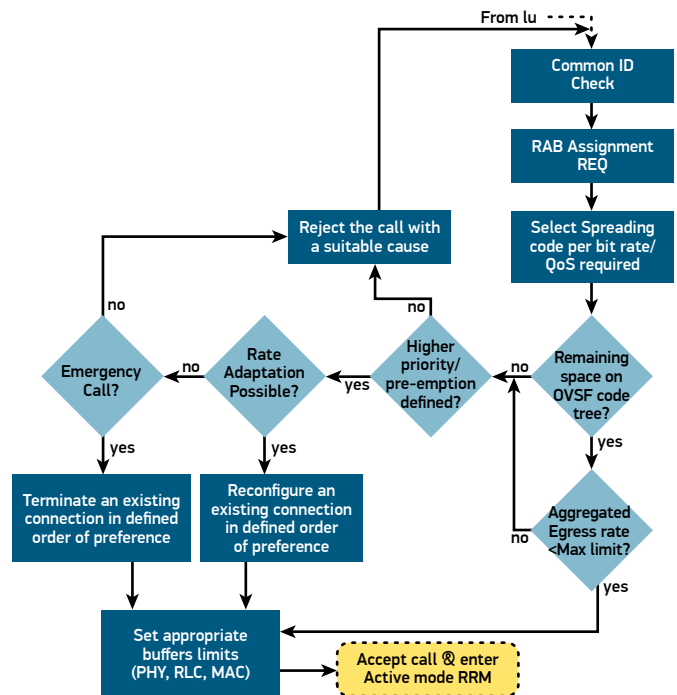 From lu
Common ID
Check
RAB Assignment
REQ
Reject the call with
a suitable cause
Select Spreading
code per bit rate/
QoS required
no
no
Emergency
Call?
no
Rate
Adaptation
Possible?
yes
Higher
priority/
pre-emption
defined?
no
Remaining
space on
OVSF code
tree?
yes
yes
yes
Terminate an existing
connection in defined
order of preference
Reconfigure an
existing connection
in defined order
of preference
no
Aggregated
Egress rate
<Max limit?
yes
Set appropriate
buffers limits
(PHY, RLC, MAC)
Accept call & enter
Active mode RRM